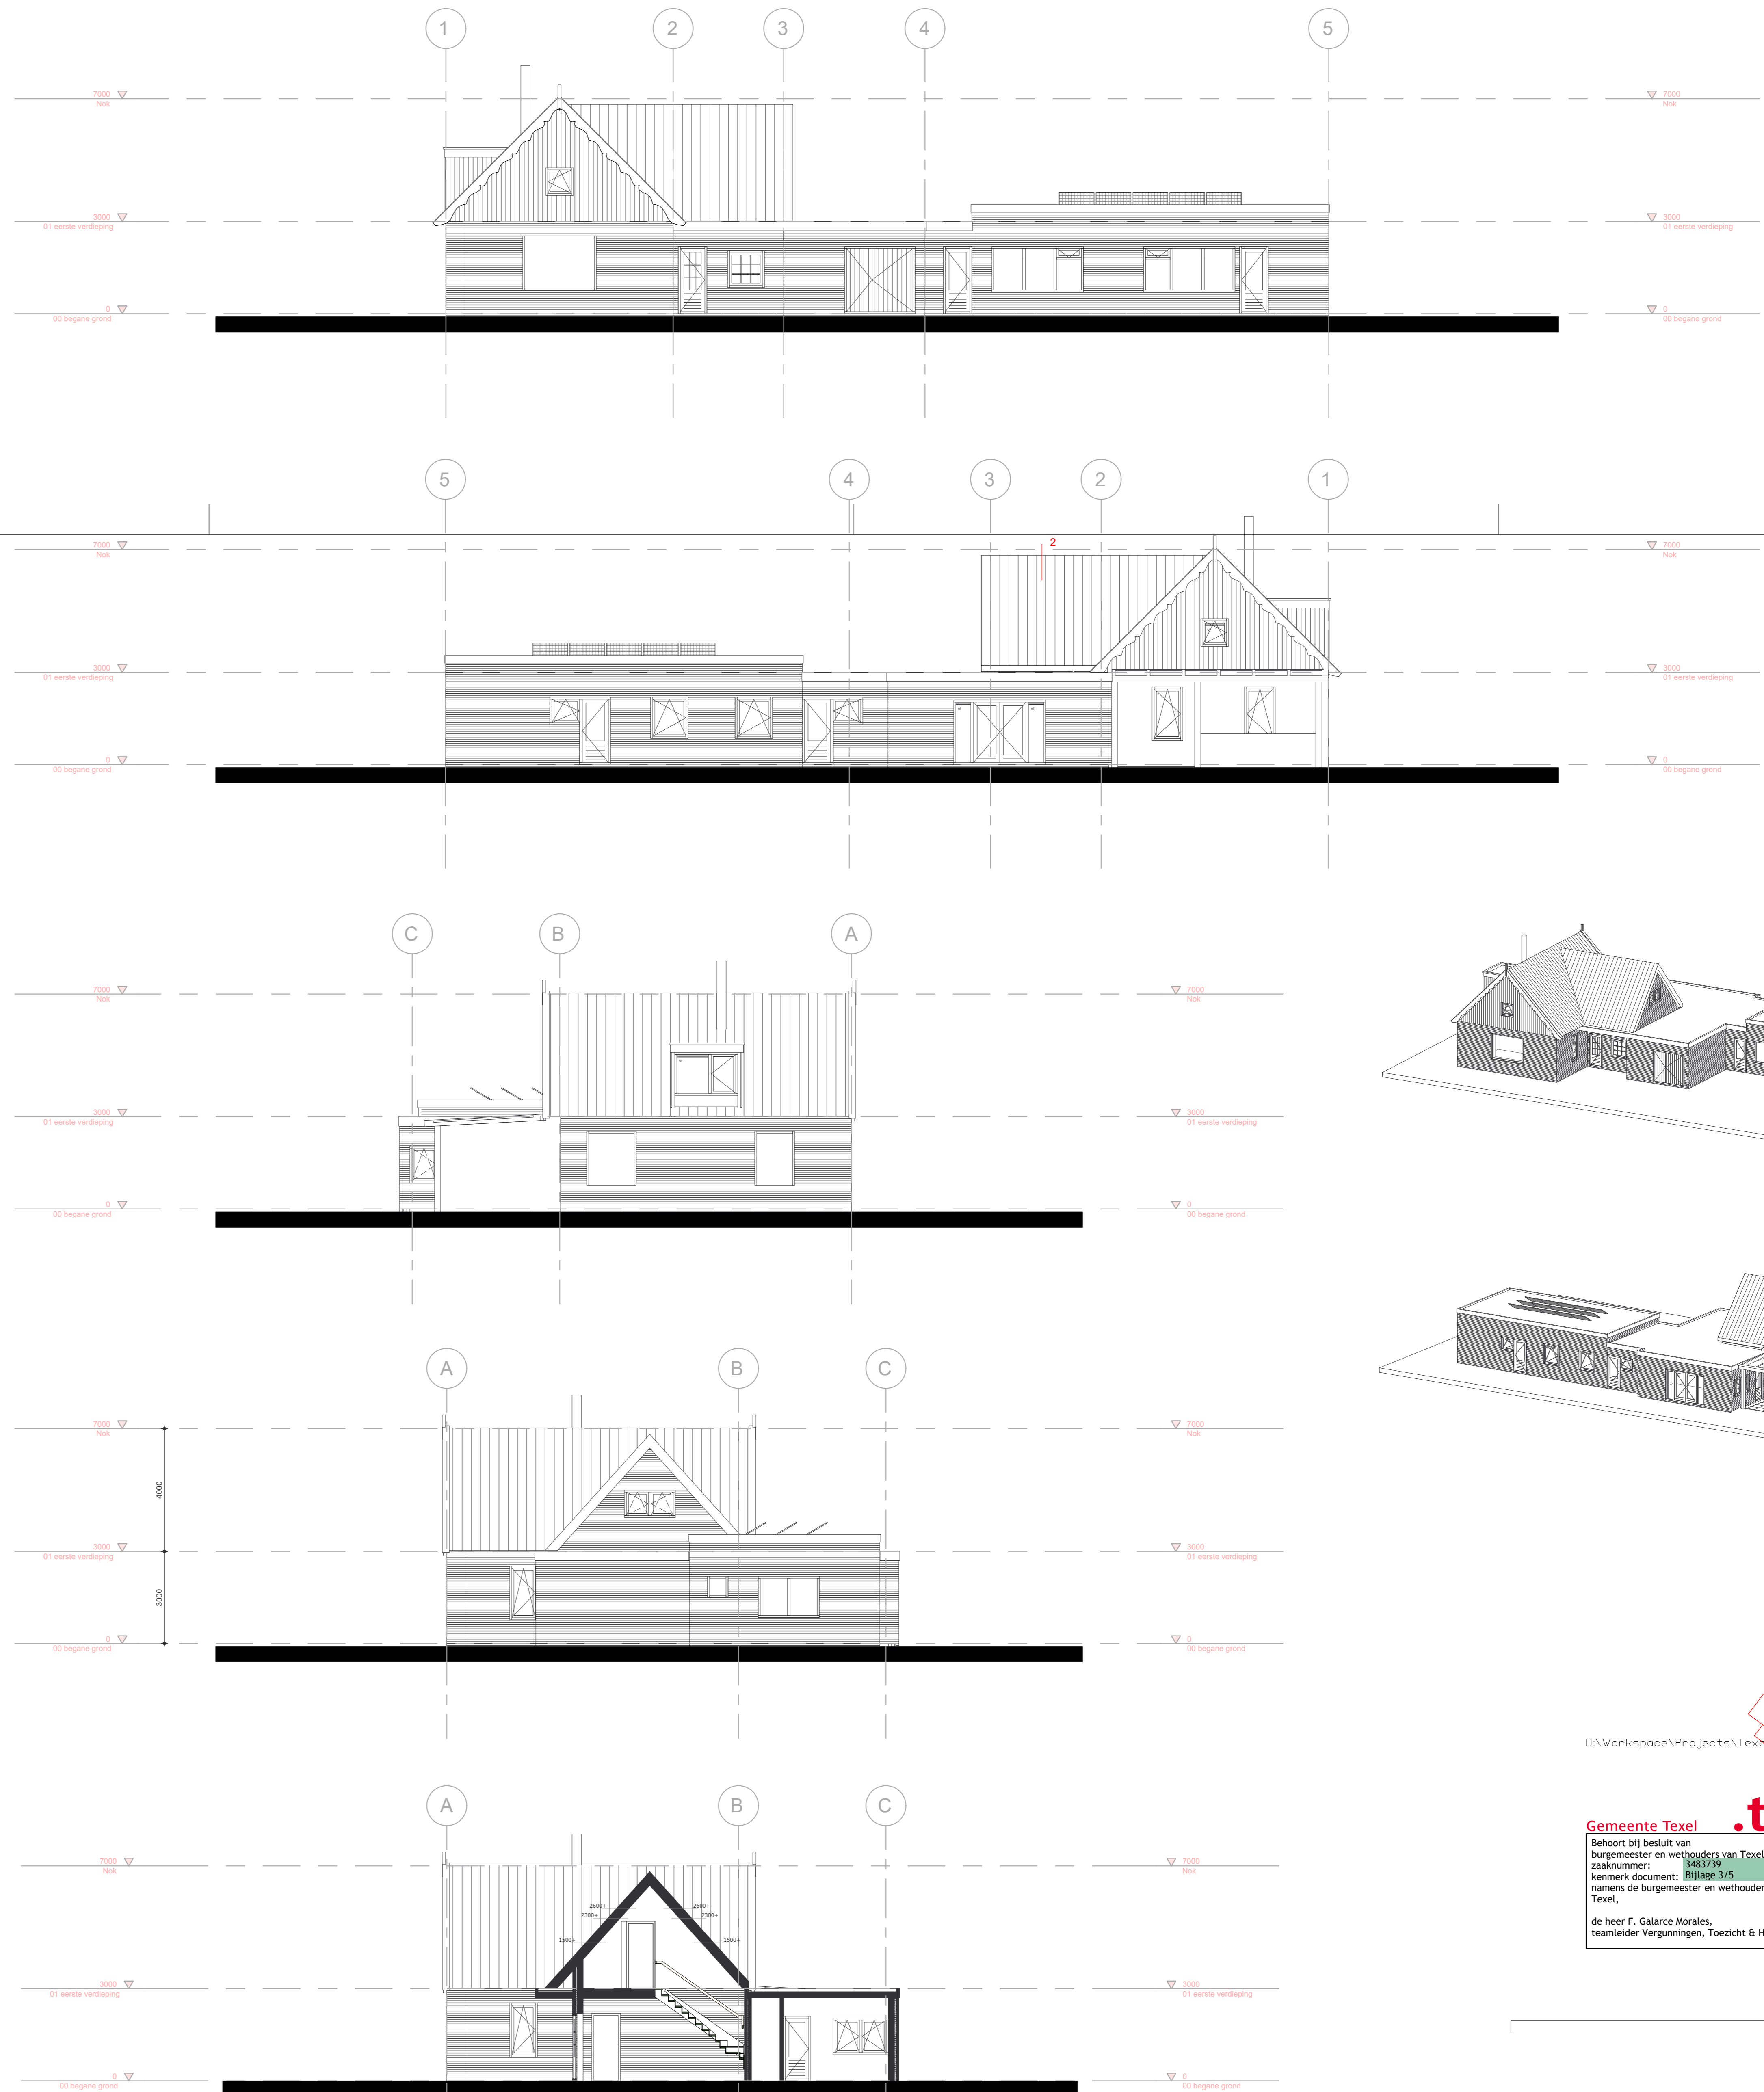 1 2 3 4 5
7000 7000
Nok Nok
3000 3000
01 eerste verdieping 01 eerste verdieping
0 0
00 begane grond 00 begane grond
5 4 3 2 1
2
7000 7000
Nok Nok
3000 3000
01 eerste verdieping 01 eerste verdieping
0 0
00 begane grond 00 begane grond
C B A
7000 7000
Nok Nok
3000 3000
01 eerste verdieping 01 eerste verdieping
0 0
00 begane grond 00 begane grond
A B C
7000 7000
Nok Nok
4000
3000 3000
01 eerste verdieping 01 eerste verdieping
3000
0 0
00 begane grond 00 begane grond
D:\Workspace\Projects\Texe
A B C
Gemeente Texel .t
Behoort bij besluit van
burgemeester en wethouders van Texel
zaaknummer: 3483739
kenmerk document: Bijlage 3/5
namens de burgemeester en wethouder
Texel,
de heer F. Galarce Morales,
teamleider Vergunningen, Toezicht & H
7000 7000
Nok Nok
2600+ 2600+
2300+ 2300+
1500+ 1500+
3000 3000
01 eerste verdieping 01 eerste verdieping
0 0
00 begane grond 00 begane grond